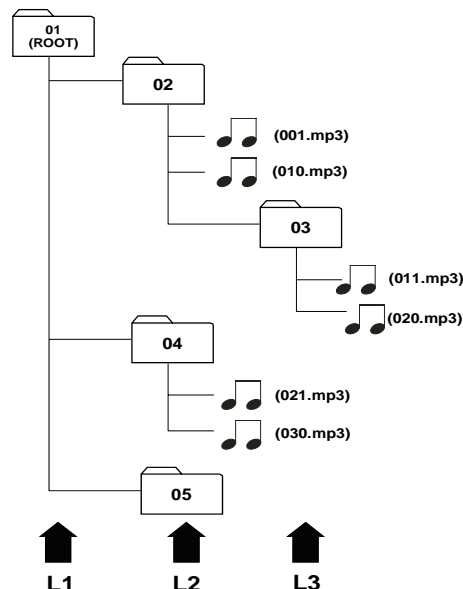 01
(ROOT)
02
(001.mp3)
(010.mp3)
03
(011.mp3)
(020.mp3)
04
(021.mp3)
(030.mp3)
05
L1 L2 L3